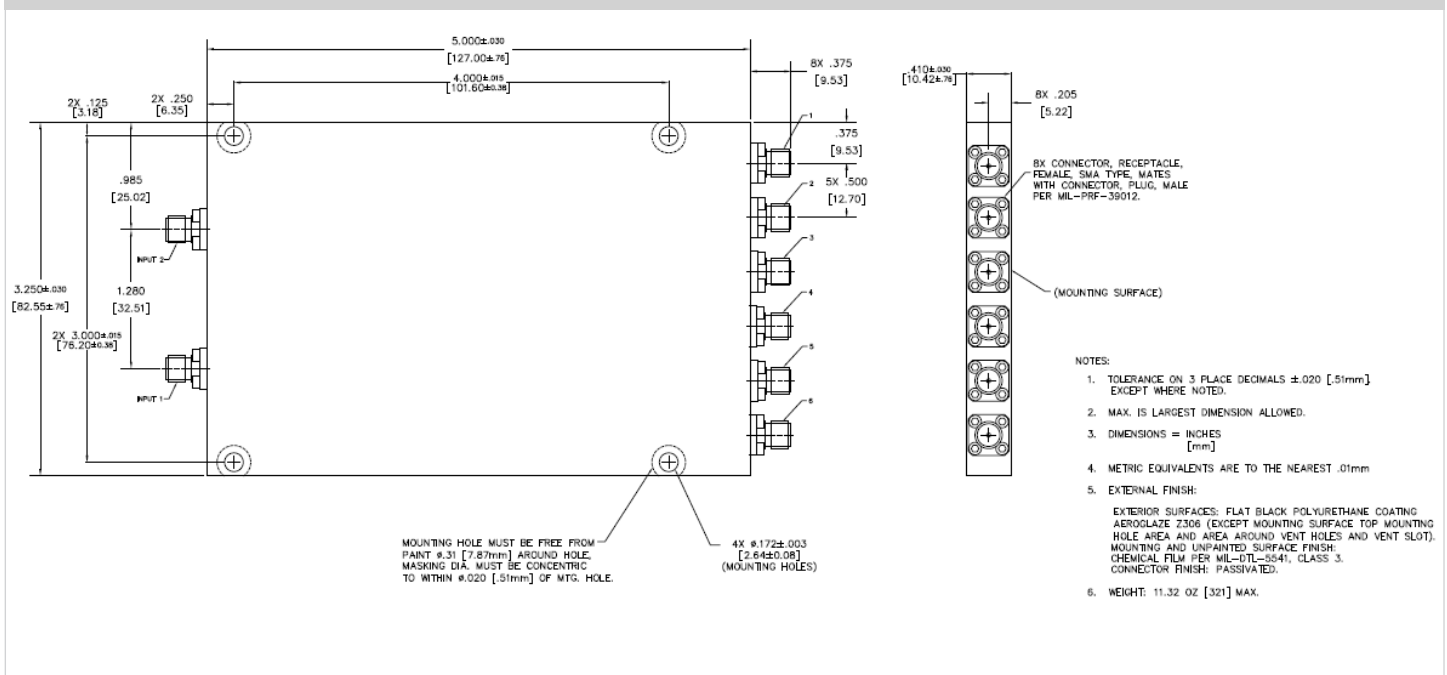 5.000±.030
[127.00±.76]
4.000±.015
[101.60±0.38]
8X .375
[9.53]
2X .125
[3.18]
2X .250
[6.35]
.410±.030
[10.42±.76]
8X .205
[5.22]
1
.375
[9.53]
2
5X .500
[12.70]
.985
[25.02]
INPUT 2
3
3.250±.030
[82.55±.76]
1.280
[32.51]
4
2X 3.000±.015
[76.20±0.38]
5
INPUT 1
6
8X CONNECTOR, RECEPTACLE,
FEMALE, SMA TYPE, MATES
WITH CONNECTOR, PLUG, MALE
PER MIL-PRF-39012.
(MOUNTING SURFACE)
MOUNTING HOLE MUST BE FREE FROM
PAINT ø.31 [7.87mm] AROUND HOLE,
MASKING DIA. MUST BE CONCENTRIC
TO WITHIN ø.020 [.51mm] OF MTG. HOLE.
4X ø.172±.003
[2.64±0.08]
(MOUNTING HOLES)
NOTES:
1. TOLERANCE ON 3 PLACE DECIMALS ±.020 [.51mm]
EXCEPT WHERE NOTED.
2. MAX. IS LARGEST DIMENSION ALLOWED.
3. DIMENSIONS = INCHES
[mm]
4. METRIC EQUIVALENTS ARE TO THE NEAREST .01mm
5. EXTERNAL FINISH:
EXTERIOR SURFACES: FLAT BLACK POLYURETHANE COATING
AEROGLAZE Z306 (EXCEPT MOUNTING SURFACE TOP MOUNTING
HOLE AREA AND AREA AROUND VENT HOLES AND VENT SLOT).
MOUNTING AND UNPAINTED SURFACE FINISH:
CHEMICAL FILM PER MIL-DTL-5541, CLASS 3.
CONNECTOR FINISH: PASSIVATED.
6. WEIGHT: 11.32 OZ [321] MAX.